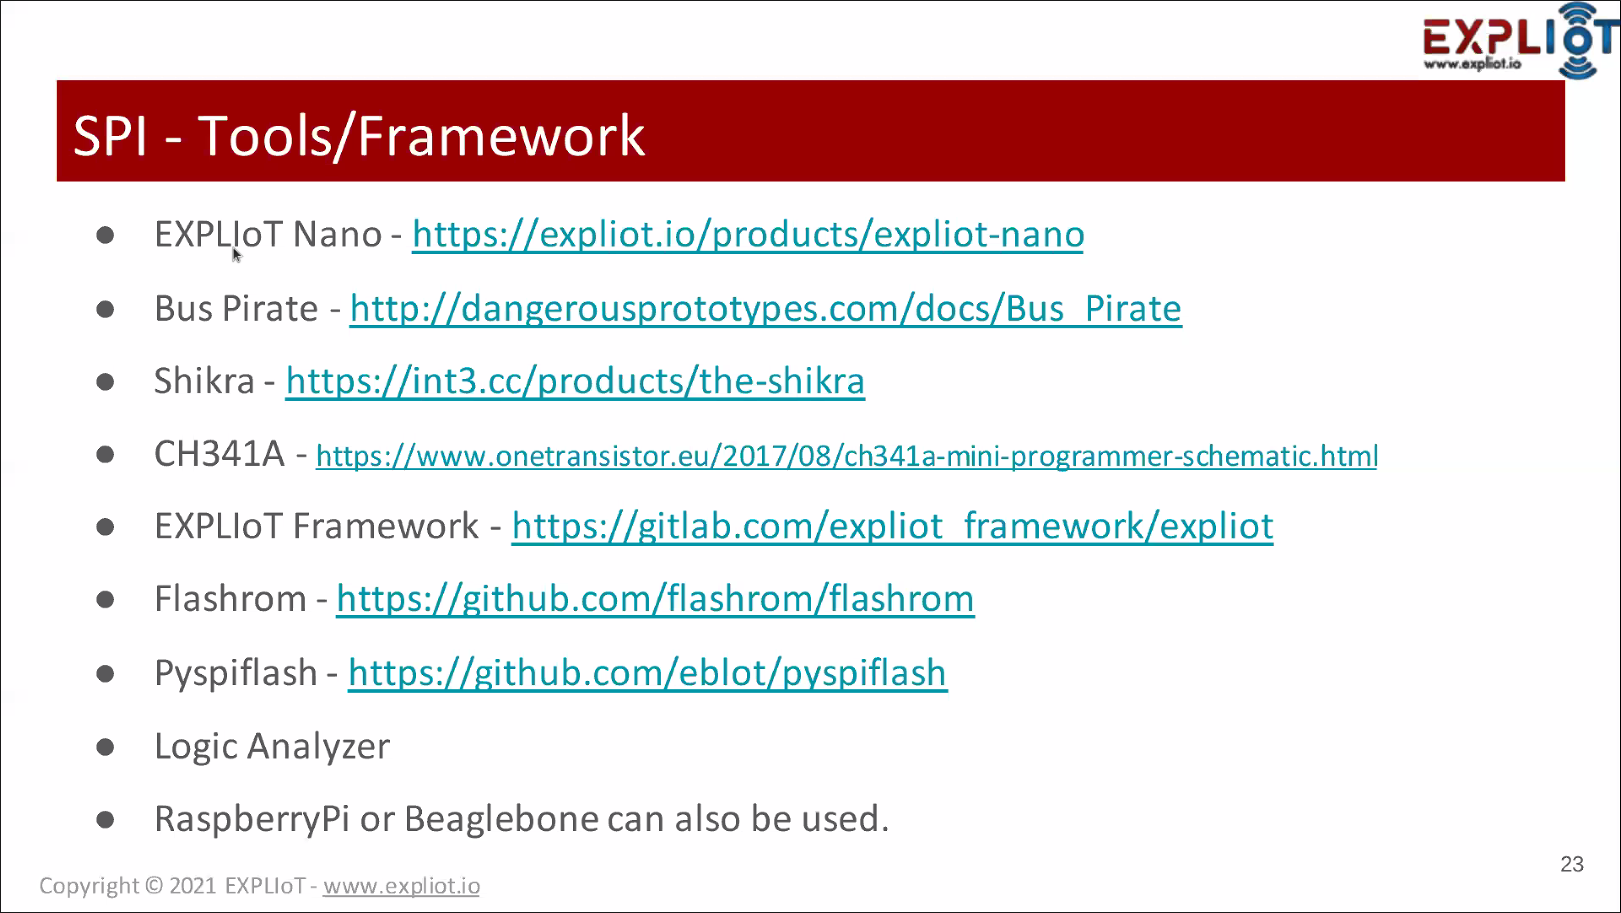 EXPLIoT
www.expliot.io
SPI - Tools/Framework
● EXPLIoT Nano - https://expliot.io/products/expliot-nano
● Bus Pirate - http://dangerousprototypes.com/docs/Bus_Pirate
● Shikra - https://int3.cc/products/the-shikra
● CH341A - https://www.onetransistor.eu/2017/08/ch341a-mini-programmer-schematic.html
● EXPLIoT Framework - https://gitlab.com/expliot_framework/expliot
● Flashrom - https://github.com/flashrom/flashrom
● Pyspiflash - https://github.com/eblot/pyspiflash
● Logic Analyzer
● RaspberryPi or Beaglebone can also be used.
23
Copyright © 2021 EXPLIoT - www.expliot.io